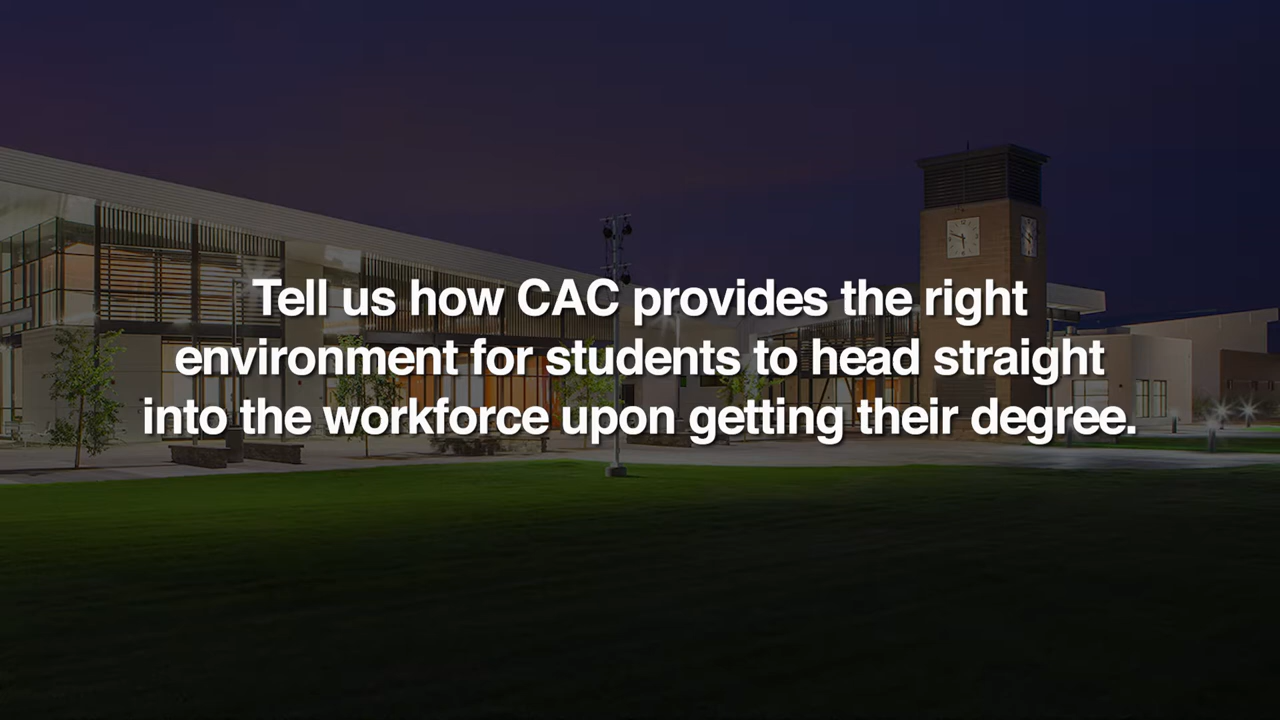 Tell us how CAC provides the right
environment for students to head straight
into the workforce upon getting their degree.